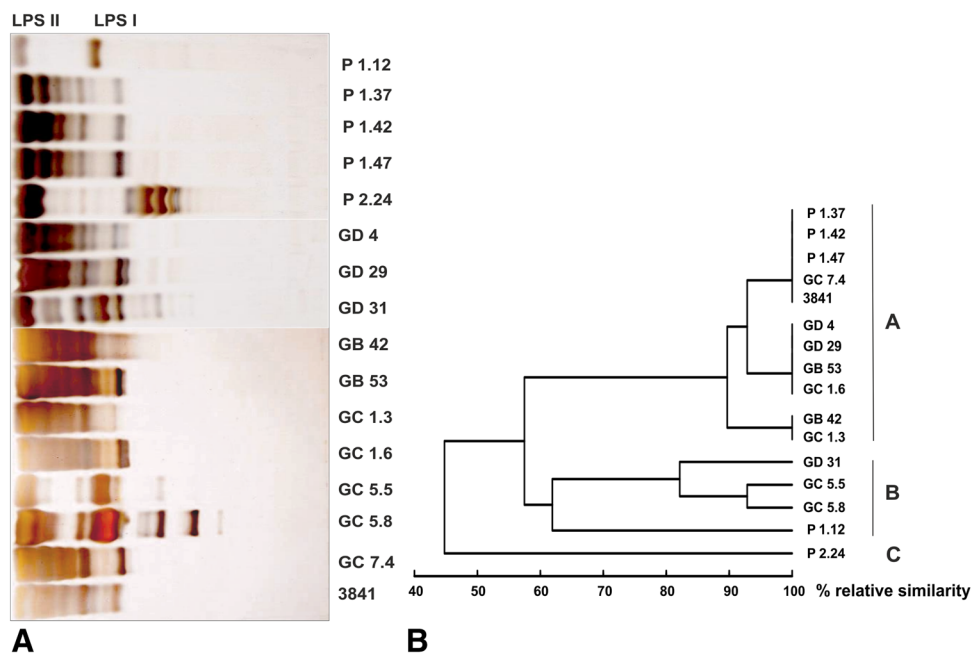 LPS II LPS I
P 1.12
P 1.37
P 1.42
P 1.47
P 2.24
GD 4
GD 29
GD 31
GB 42
GB 53
GC 1.3
GC 1.6
GC 5.5
GC 5.8
GC 7.4
3841
A
P 1.37
P 1.42
P 1.47
GC 7.4
3841
GD 4
GD 29
GB 53
GC 1.6
GB 42
GC 1.3
GD 31
GC 5.5
GC 5.8
P 1.12
P 2.24
A
B
C
40 50 60 70 80 90 100 % relative similarity
B